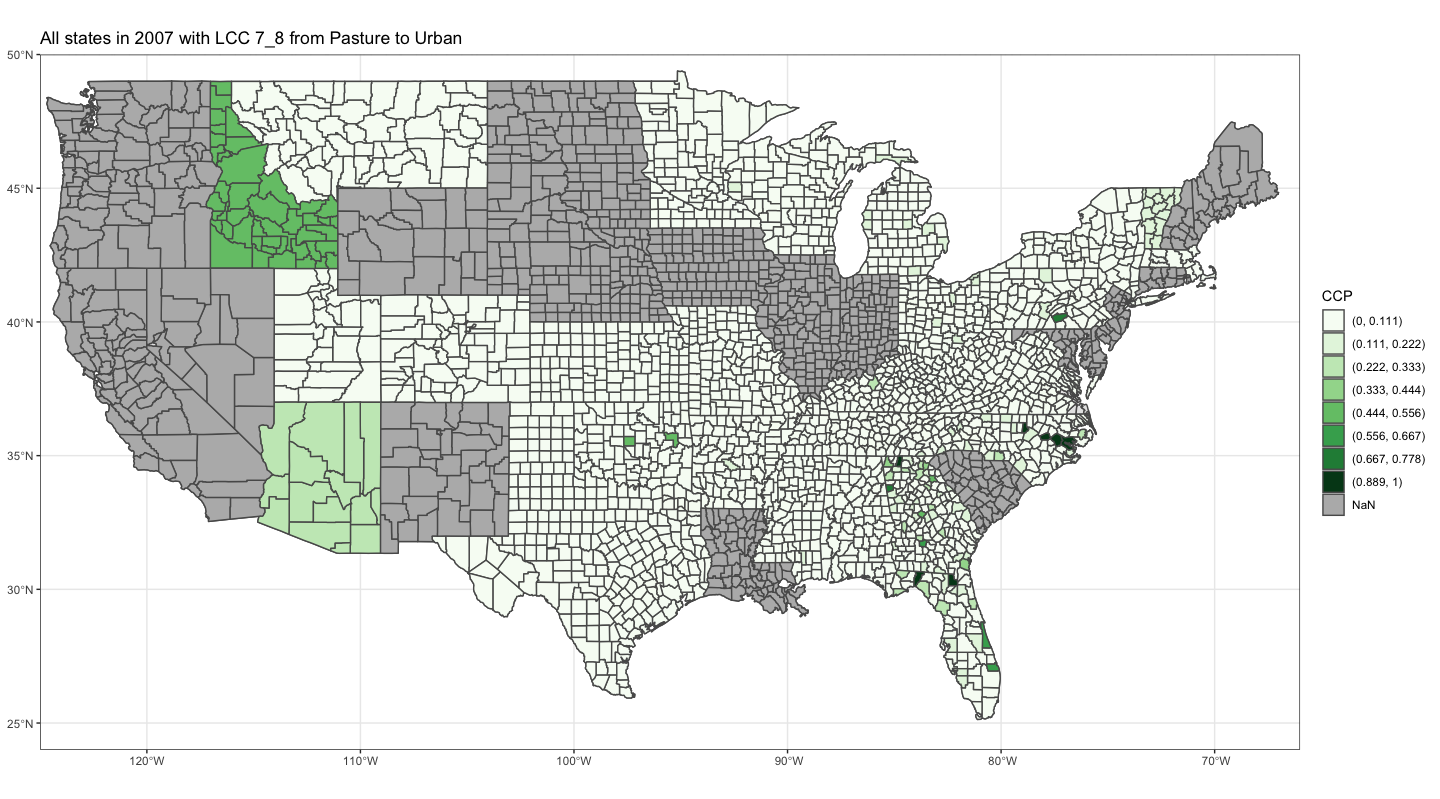 All states in 2007 with LCC 7_8 from Pasture to Urban
50°N
45°N
40°N
35°N
30°N
25°N
120°W
110°W
100°W
90°W
80°W
70°W
CCP
(0, 0.111)
(0.111, 0.222)
(0.222, 0.333)
(0.333, 0.444)
(0.444, 0.556)
(0.556, 0.667)
(0.667, 0.778)
(0.889, 1)
NaN